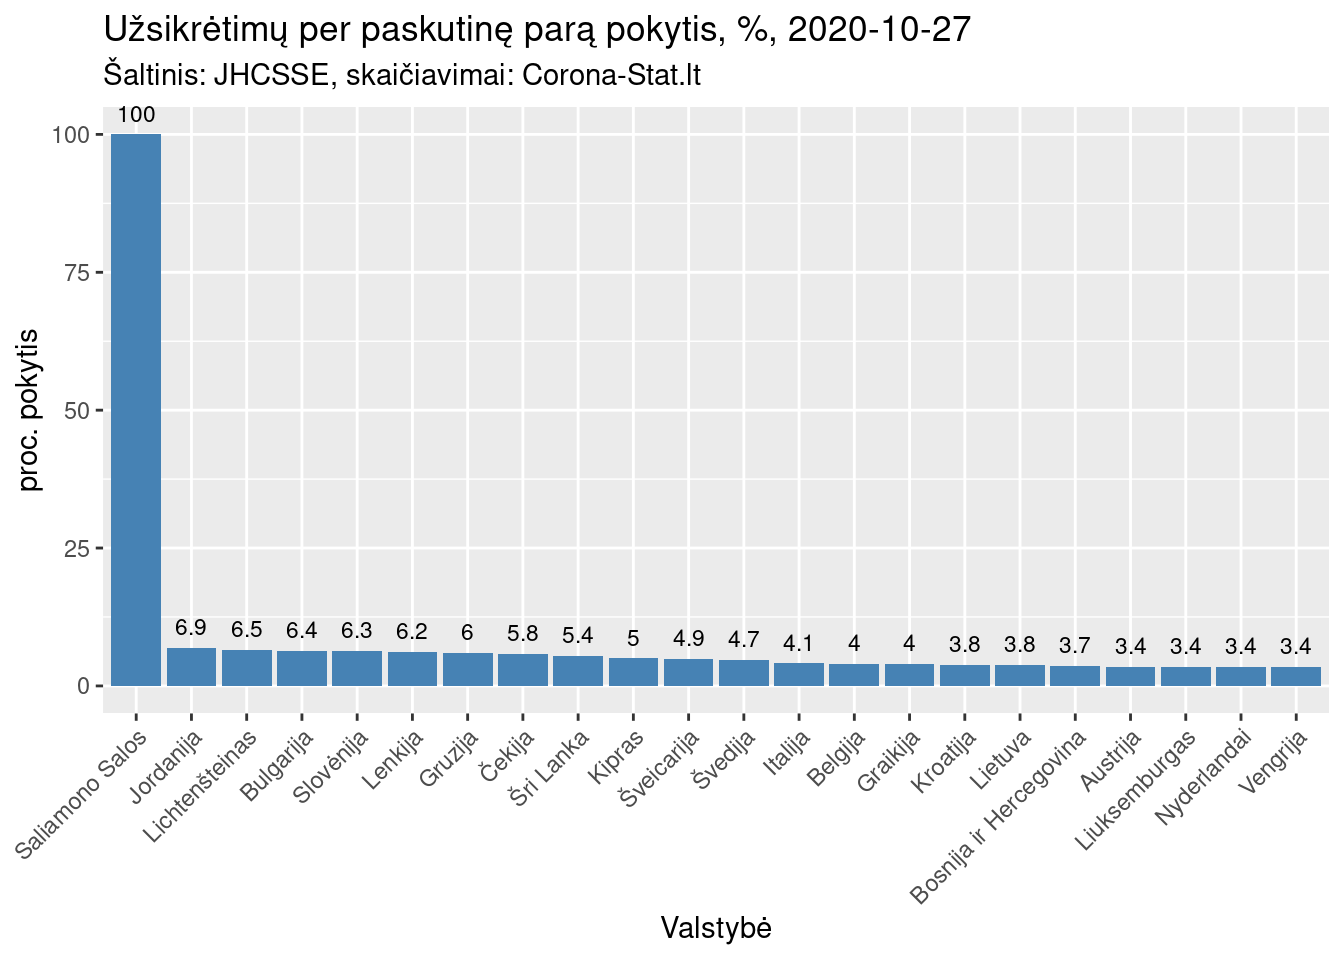 Užsikrėtimų per paskutinę parą pokytis, %, 2020-10-27
Šaltinis: JHCSSE, skaičiavimai: Corona-Stat.lt
proc. pokytis
100
75
50
25
0
100
6.9
6.5
6.4
6.3
6.2
6
5.8
5.4
5
4.9
4.7
4.1
4
4
3.8
3.8
3.7
3.4
3.4
3.4
3.4
Saliamono Salos
Jordanija
Lichtenšteinas
Bulgarija
Slovėnija
Lenkija
Gruzija
Čekija
Šri Lanka
Kipras
Šveicarija
Švedija
Italija
Belgija
Graikija
Kroatija
Lietuva
Bosnija ir Hercegovina
Austrija
Liuksemburgas
Nyderlandai
Vengrija
Valstybė